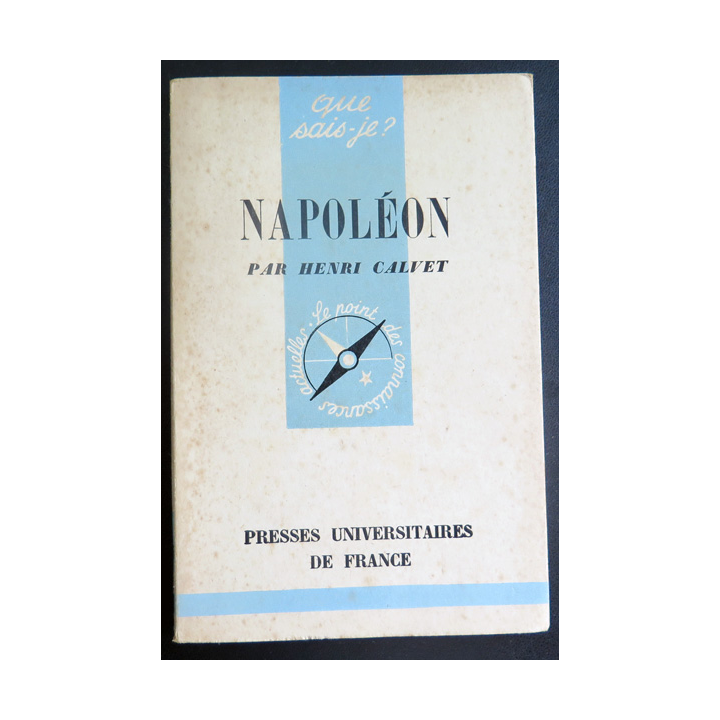 que
sais-je?
NAPOLÉON
PAR HENRI CALVET
Le point des connaissances actuelles.
PRESSES UNIVERSITAIRES
DE FRANCE